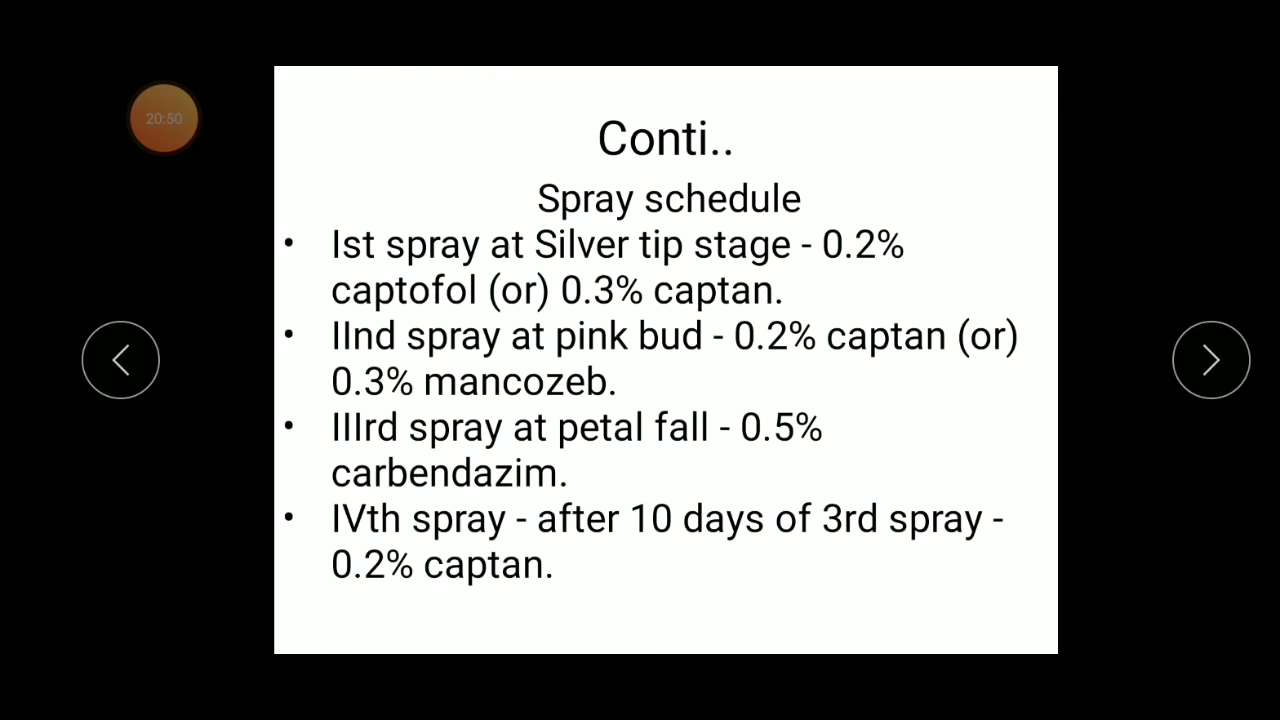 20:50
Conti..
Spray schedule
• Ist spray at Silver tip stage - 0.2%
captofol (or) 0.3% captan.
• IInd spray at pink bud - 0.2% captan (or)
0.3% mancozeb.
• IIIrd spray at petal fall - 0.5%
carbendazim.
• IVth spray - after 10 days of 3rd spray -
0.2% captan.